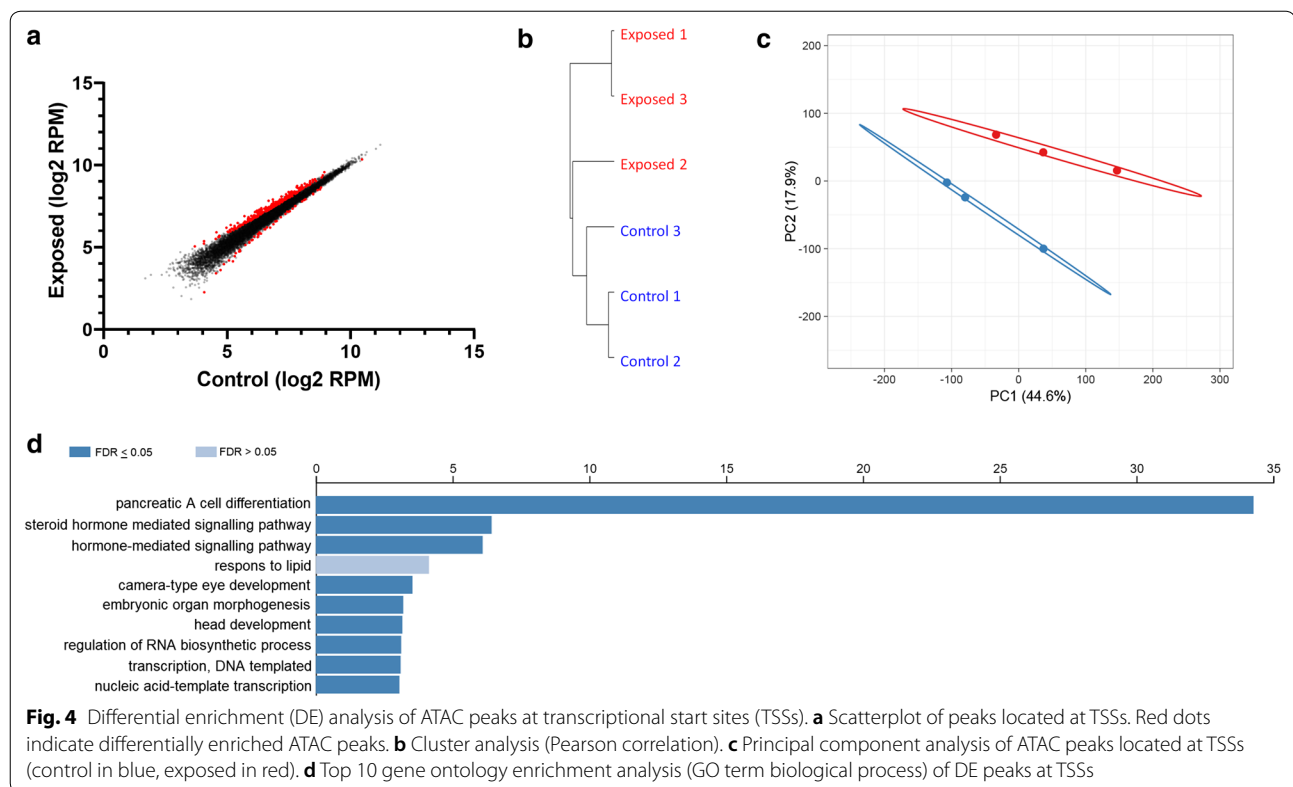 a
15
10
5
0
Exposed (log2 RPM)
0 5 10 15
Control (log2 RPM)
b
Exposed 1
Exposed 3
Exposed 2
Control 3
Control 1
Control 2
c
200
100
0
-100
-200
PC2 (17.9%)
-200 -100 0 100 200 300
PC1 (44.6%)
d
FDR ≤ 0.05 FDR > 0.05
0 5 10 15 20 25 30 35
pancreatic A cell differentiation
steroid hormone mediated signalling pathway
hormone-mediated signalling pathway
respons to lipid
camera-type eye development
embryonic organ morphogenesis
head development
regulation of RNA biosynthetic process
transcription, DNA templated
nucleic acid-template transcription
Fig. 4 Differential enrichment (DE) analysis of ATAC peaks at transcriptional start sites (TSSs). a Scatterplot of peaks located at TSSs. Red dots
indicate differentially enriched ATAC peaks. b Cluster analysis (Pearson correlation). c Principal component analysis of ATAC peaks located at TSSs
(control in blue, exposed in red). d Top 10 gene ontology enrichment analysis (GO term biological process) of DE peaks at TSSs